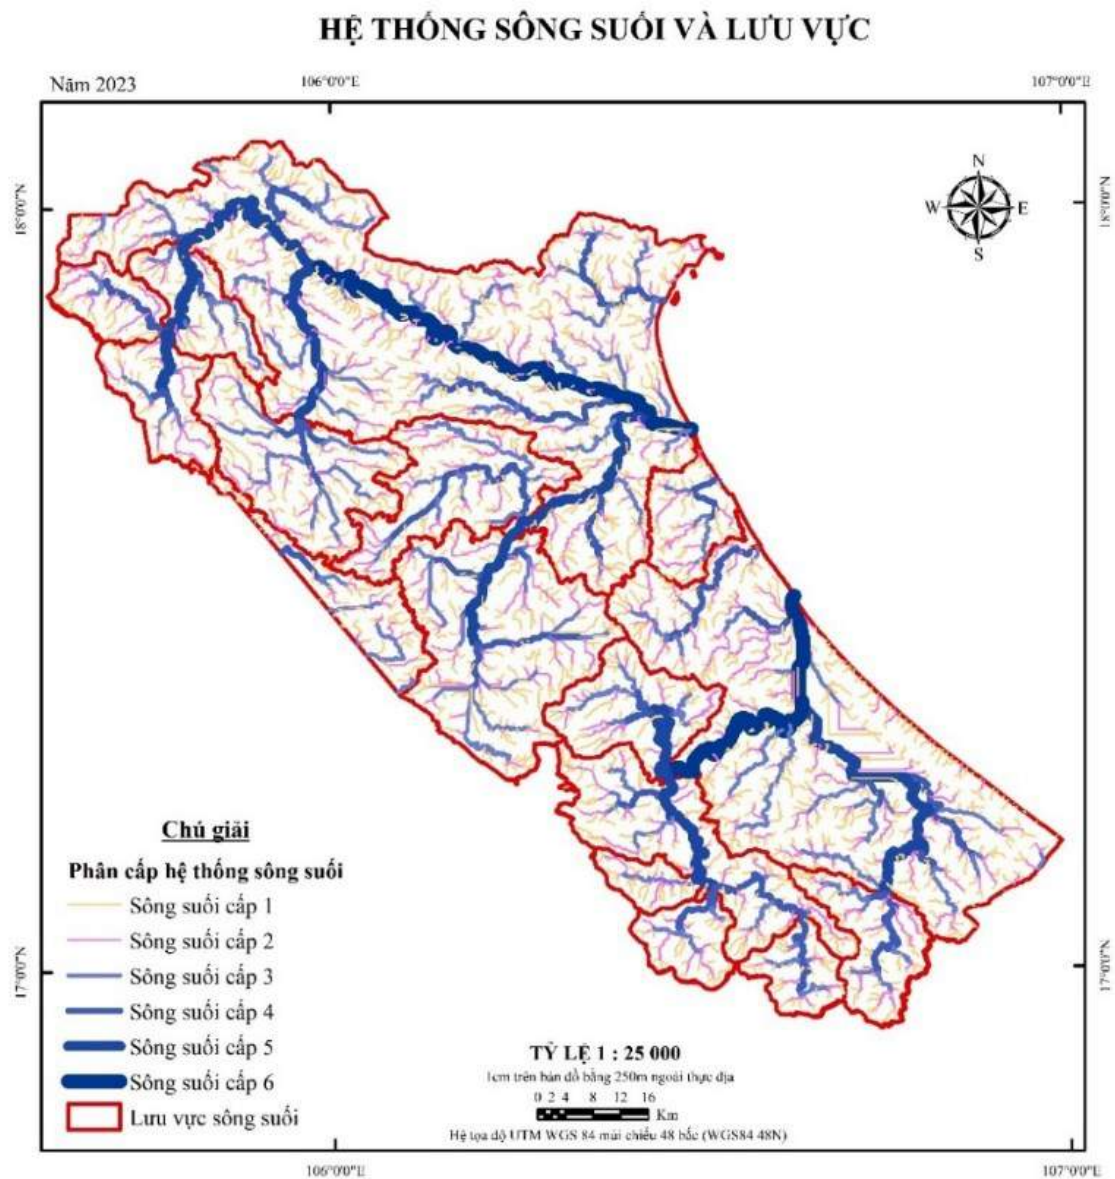 HỆ THỐNG SÔNG SUỐI VÀ LƯU VỰC
Năm 2023
106°0'0"E
107°0'0"E
18°0'0"N
18°0'0"N
N
W
E
S
Chú giải
Phân cấp hệ thống sông suối
Sông suối cấp 1
Sông suối cấp 2
Sông suối cấp 3
Sông suối cấp 4
Sông suối cấp 5
Sông suối cấp 6
Lưu vực sông suối
17°0'0"N
17°0'0"N
TỶ LỆ 1 : 25 000
1cm trên bản đồ bằng 250m ngoài thực địa
0 2 4 8 12 16
Km
Hệ tọa độ UTM WGS 84 múi chiếu 48 bắc (WGS84 48N)
106°0'0"E
107°0'0"E